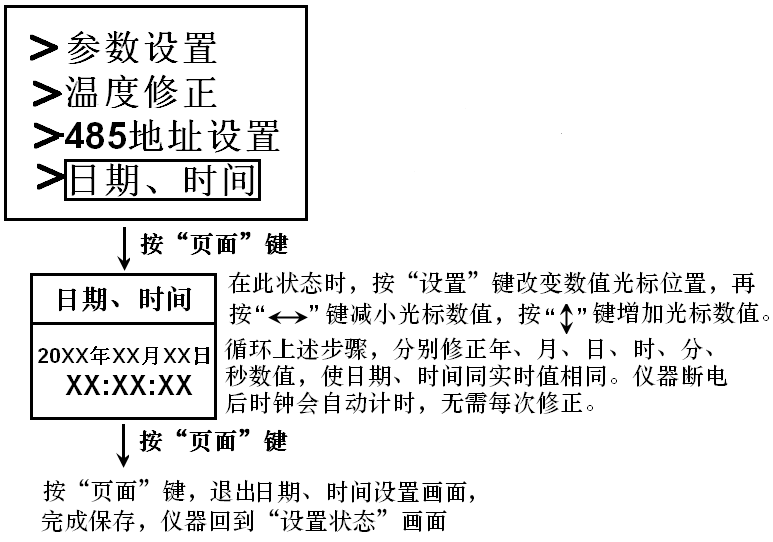 >参数设置
>温度修正
>485地址设置
>日期、时间
按“页面”键
日期、时间
20XX年XX月XX日
XX:XX:XX
在此状态时，按“设置”键改变数值光标位置，再
按“↔”键减小光标数值，按“↕”键增加光标数值。
循环上述步骤，分别修正年、月、日、时、分、
秒数值，使日期、时间同实时值相同。仪器断电
后时钟会自动计时，无需每次修正。
按“页面”键
按“页面”键，退出日期、时间设置画面，
完成保存，仪器回到“设置状态”画面